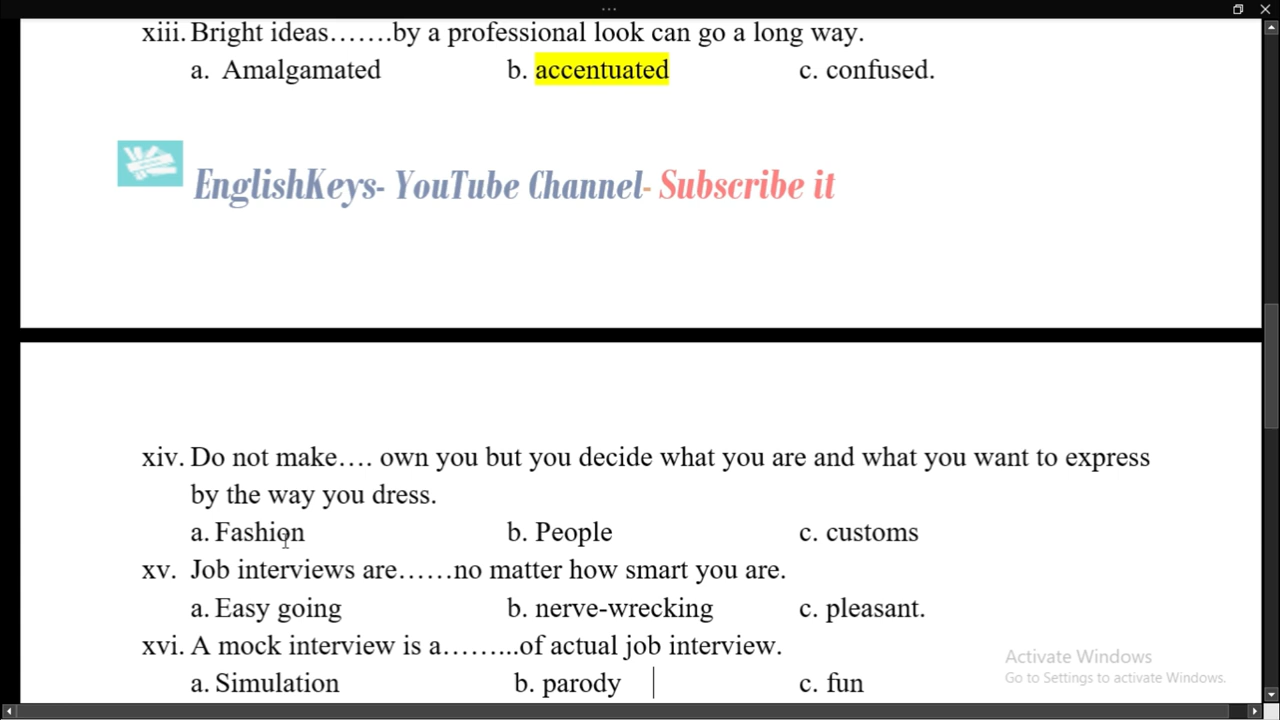 xiii. Bright ideas…….by a professional look can go a long way.
a. Amalgamated b. accentuated c. confused.
EnglishKeys- YouTube Channel- Subscribe it
xiv. Do not make…. own you but you decide what you are and what you want to express
by the way you dress.
a. Fashion b. People c. customs
xv. Job interviews are……no matter how smart you are.
a. Easy going b. nerve-wrecking c. pleasant.
xvi. A mock interview is a……...of actual job interview.
a. Simulation b. parody c. fun
Activate Windows
Go to Settings to activate Windows.